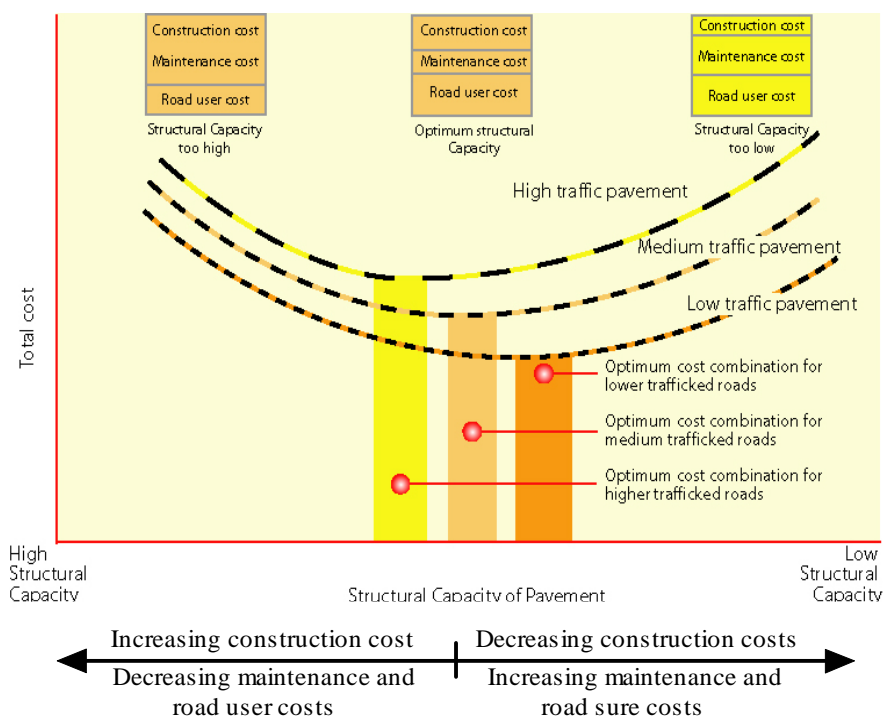 Construction cost
Maintenance cost
Road user cost
Structural Capacity
too high
Construction cost
Maintenance cost
Road user cost
Optimum structural
Capacity
Construction cost
Maintenance cost
Road user cost
Structural Capacity
too low
High traffic pavement
Medium traffic pavement
Low traffic pavement
Total cost
Optimum cost combination for
lower trafficked roads
Optimum cost combination for
medium trafficked roads
Optimum cost combination for
higher trafficked roads
High
Structural
Capacity
Structural Capacity of Pavement
Low
Structural
Capacity
Increasing construction cost
Decreasing construction costs
Decreasing maintenance and
road user costs
Increasing maintenance and
road sure costs